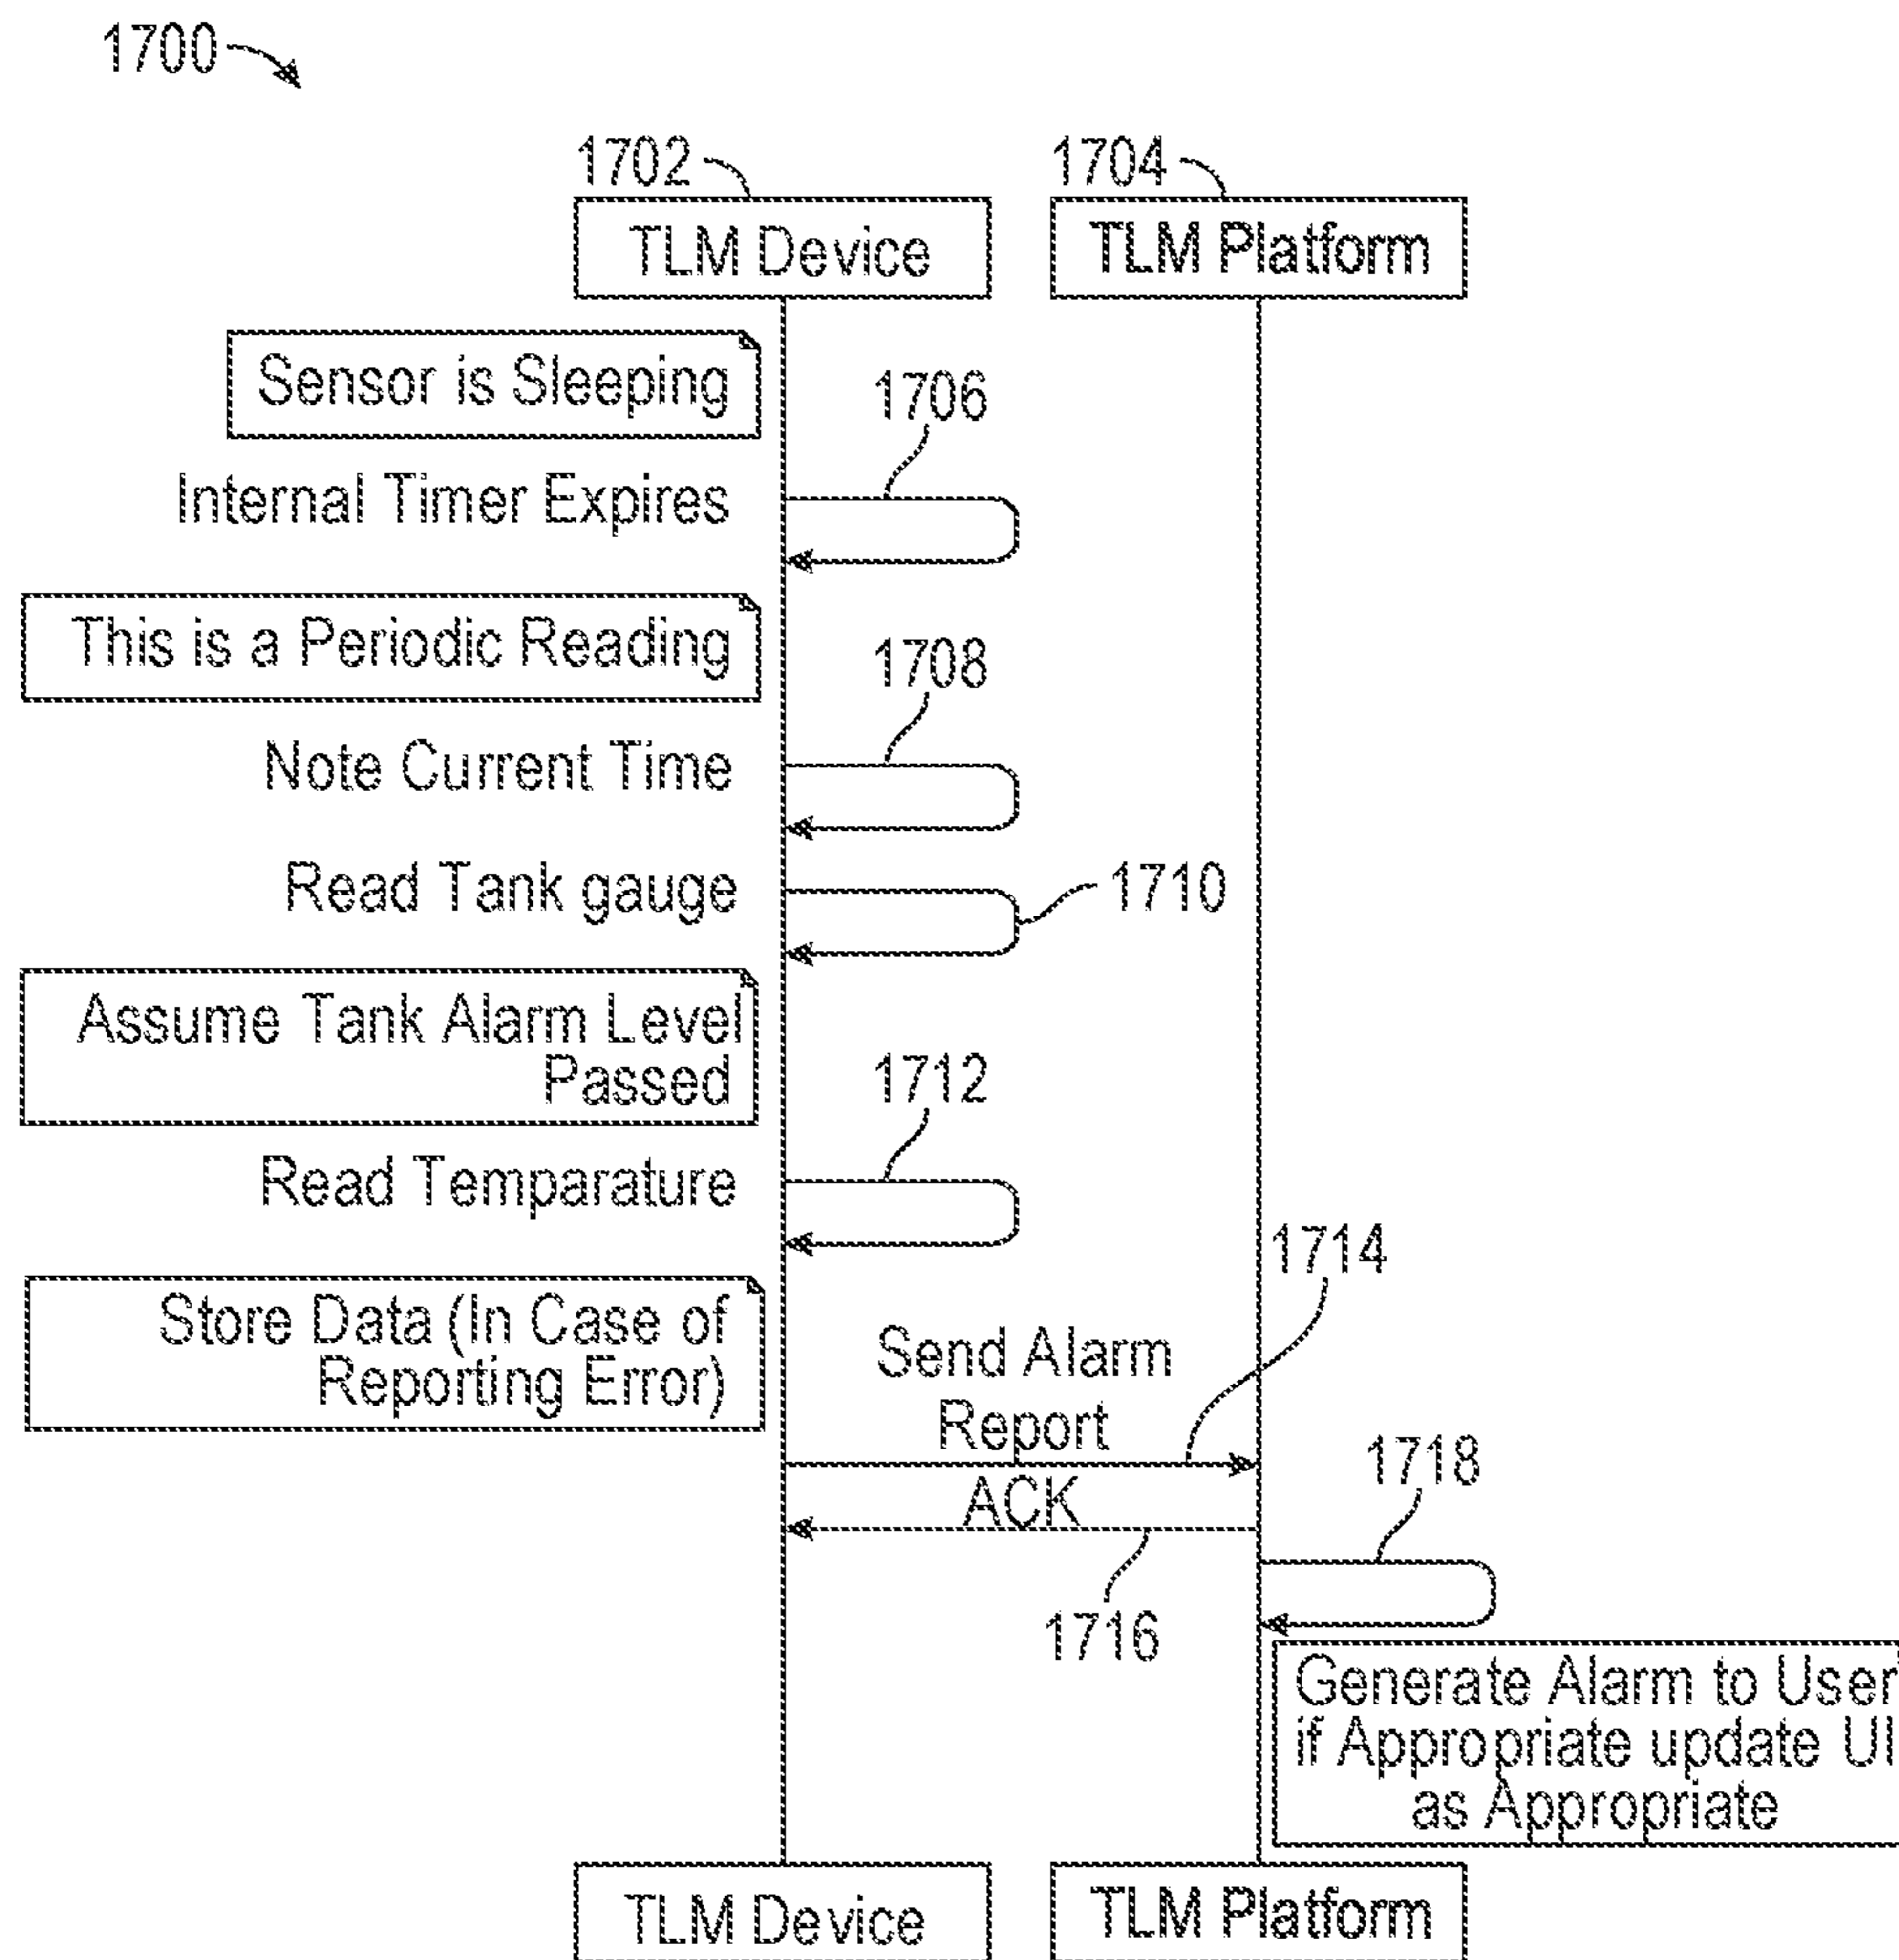 1700
1702
1704
TLM Device
TLM Platform
Sensor is Sleeping
1706
Internal Timer Expires
This is a Periodic Reading
1708
Note Current Time
Read Tank gauge
1710
Assume Tank Alarm Level
Passed
1712
Read Temparature
1714
Store Data (In Case of
Reporting Error)
Send Alarm
Report
ACK
1718
1716
Generate Alarm to User
if Appropriate update UI
as Appropriate
TLM Device
TLM Platform